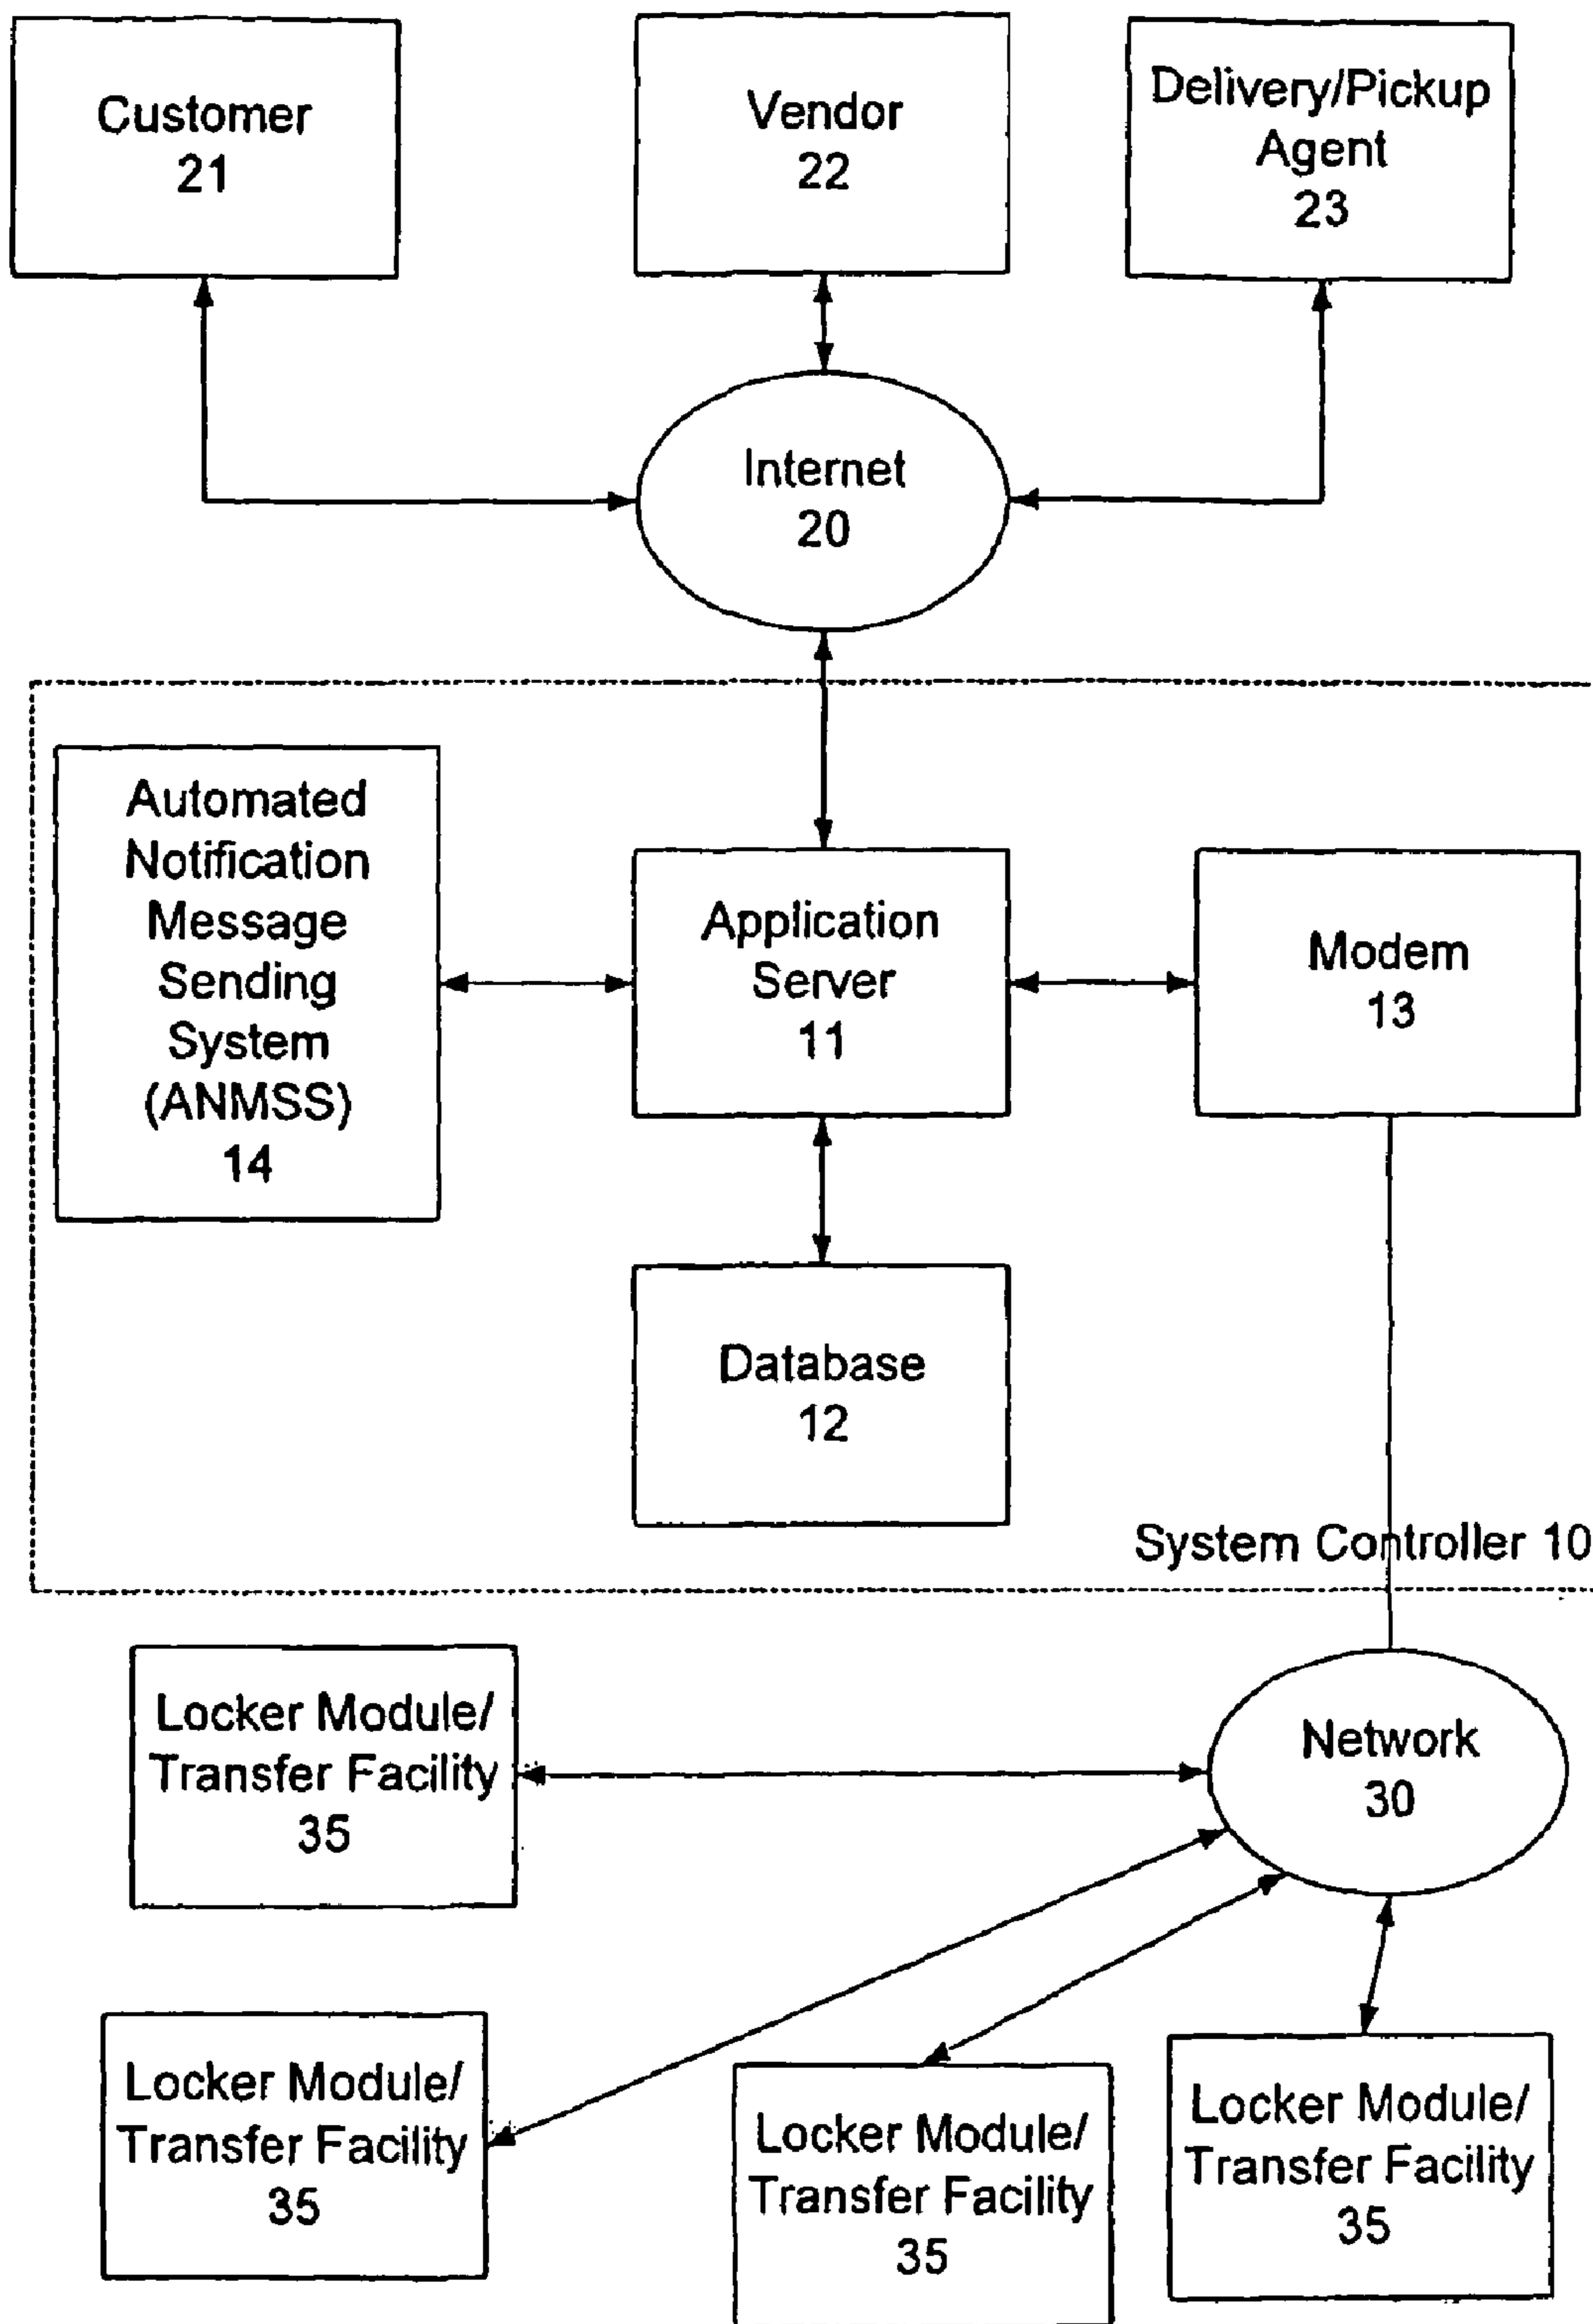 Customer
21
Vendor
22
Delivery/Pickup
Agent
23
Internet
20
Automated
Notification
Message
Sending
System
(ANMSS)
14
Application
Server
11
Modem
13
Database
12
System Controller 10
Locker Module/
Transfer Facility
35
Network
30
Locker Module/
Transfer Facility
35
Locker Module/
Transfer Facility
35
Locker Module/
Transfer Facility
35